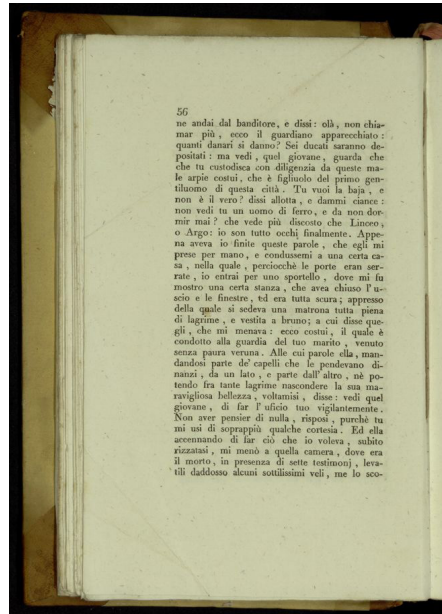 56
ne andai dal banditore, e dissi: olà, non chia-
mar più, ecco il guardiano apparecchiato:
quanti danari si danno? Sei ducati saranno de-
positati: ma vedi, quel giovane, guarda che
che tu custodisca con diligenza da queste ma-
le arpie costui, che è figliuolo del primo gen-
tiluomo di questa città. Tu vuoi la baja, e
non è il vero? dissi allotta, e dammi ciance:
non vedi tu un uomo di ferro, e da non dor-
mir mai? che vede più discosto che Linceo,
o Argo: io son tutto occhi finalmente. Appe-
na aveva io finite queste parole, che egli mi
prese per mano, e condussemi a una certa ca-
sa, nella quale, perciocchè le porte eran ser-
rate, io entrai per uno sportello, dove mi fu
mostro una certa stanza, che avea chiuso l'u-
scio e le finestre, ed era tutta scura; appresso
della quale si sedeva una matrona tutta piena
di lagrime, e vestita a bruno; a cui disse que-
gli, che mi menava: ecco costui, il quale è
condotto alla guardia del tuo marito, venuto
senza paura veruna. Alle cui parole ella, man-
dandosi parte de' capelli che le pendevano di-
nanzi, da un lato, e parte dall'altro, nè po-
tendo fra tante lagrime nascondere la sua ma-
ravigliosa bellezza, voltamisi, disse: vedi quel
giovane, di far l'uficio tuo vigilantemente.
Non aver pensier di nulla, risposi, purchè tu
mi usi di soprappiù qualche cortesia. Ed ella
accennando di far ciò che io voleva, subito
rizzatasi, mi menò a quella camera, dove era
il morto, in presenza di sette testimonj, leva-
tili daddosso alcuni sottilissimi veli, me lo sco-